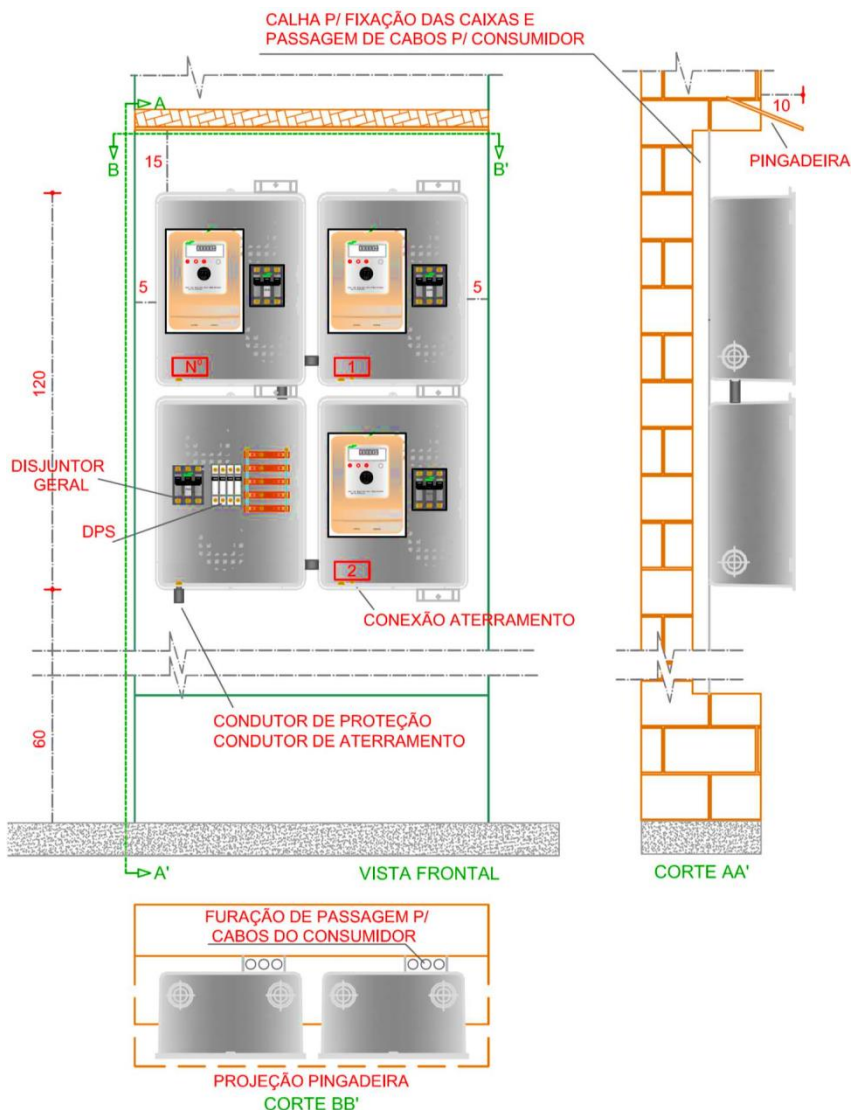 CALHA P/ FIXAÇÃO DAS CAIXAS E
PASSAGEM DE CABOS P/ CONSUMIDOR
A
B
B'
15
10
PINGADEIRA
5
5
120
Nº
1
DISJUNTOR
GERAL
DPS
2
CONEXÃO ATERRAMENTO
CONDUTOR DE PROTEÇÃO
CONDUTOR DE ATERRAMENTO
60
A'
VISTA FRONTAL
CORTE AA'
FURAÇÃO DE PASSAGEM P/
CABOS DO CONSUMIDOR
PROJEÇÃO PINGADEIRA
CORTE BB'